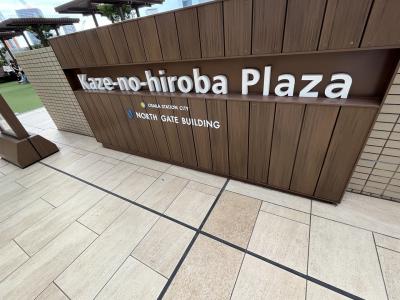 Kaze-no-hiroba Plaza
OSAKA STATION CITY
NORTH GATE BUILDING